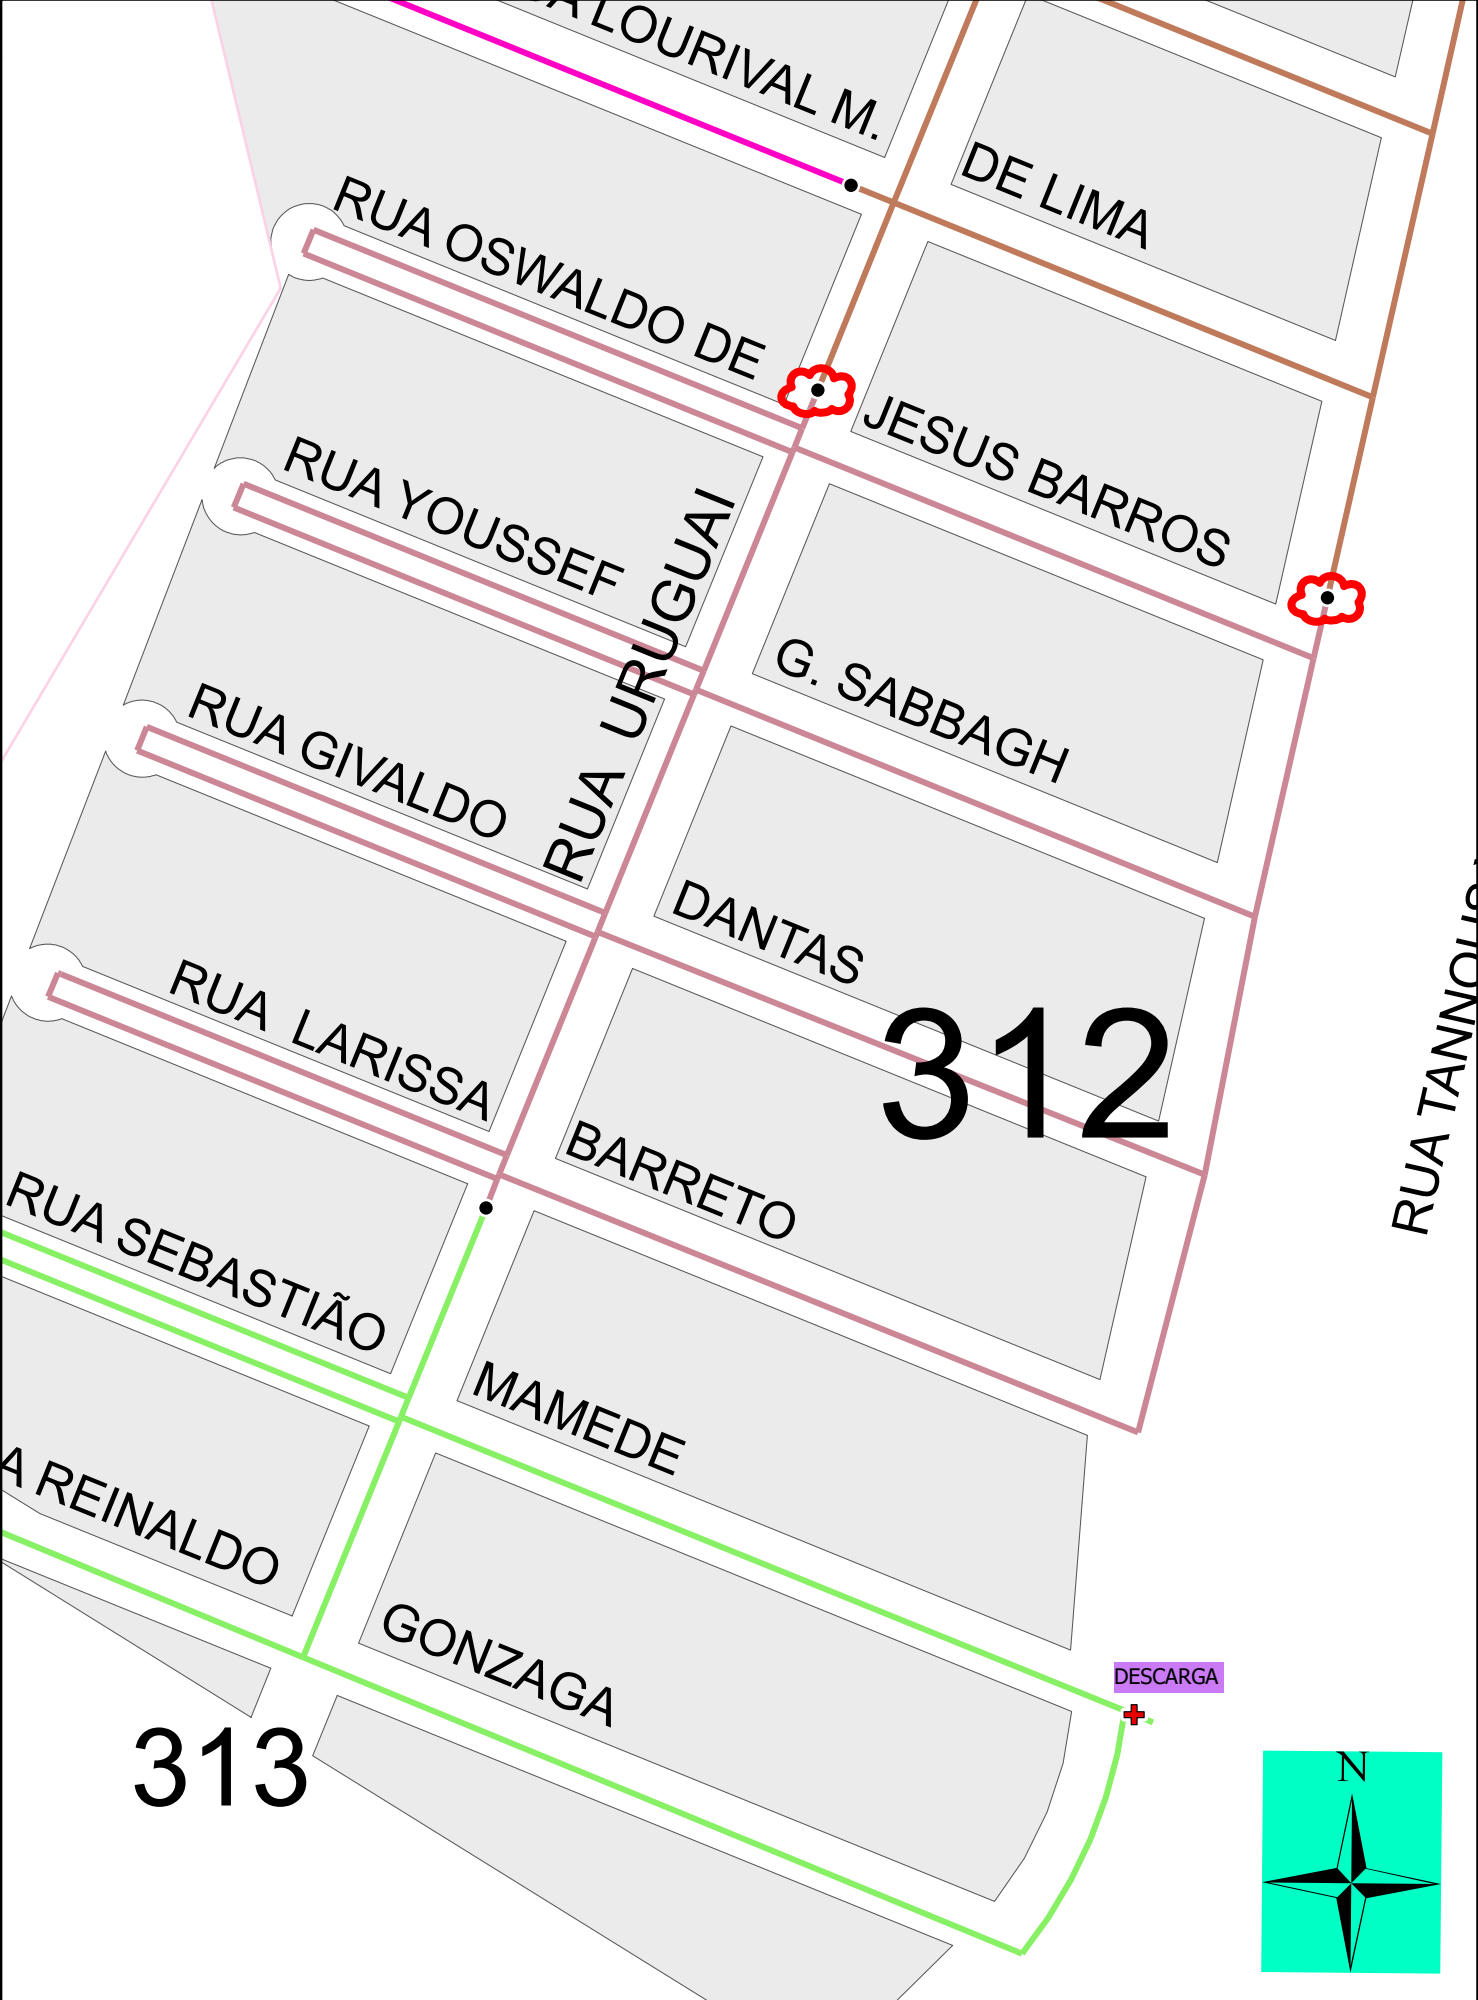 LOURIVAL M.
DE LIMA
RUA OSWALDO DE
JESUS BARROS
RUA YOUSSEF
G. SABBAGH
RUA URUGUAI
RUA GIVALDO
DANTAS
RUA LARISSA
BARRETO
312
RUA TANNOUS
RUA SEBASTIÃO
MAMEDE
A REINALDO
GONZAGA
DESCARGA
313
N